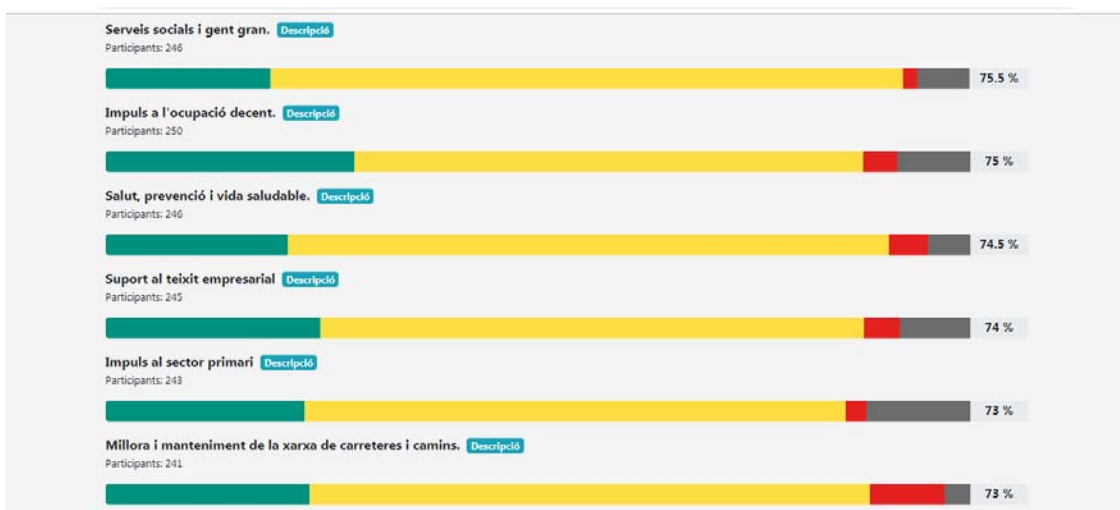 Serveis socials i gent gran. Descripció
Participants: 246
75.5 %
Impuls a l'ocupació decent. Descripció
Participants: 250
75 %
Salut, prevenció i vida saludable. Descripció
Participants: 246
74.5 %
Suport al teixit empresarial Descripció
Participants: 245
74 %
Impuls al sector primari Descripció
Participants: 243
73 %
Millora i manteniment de la xarxa de carreteres i camins. Descripció
Participants: 241
73 %